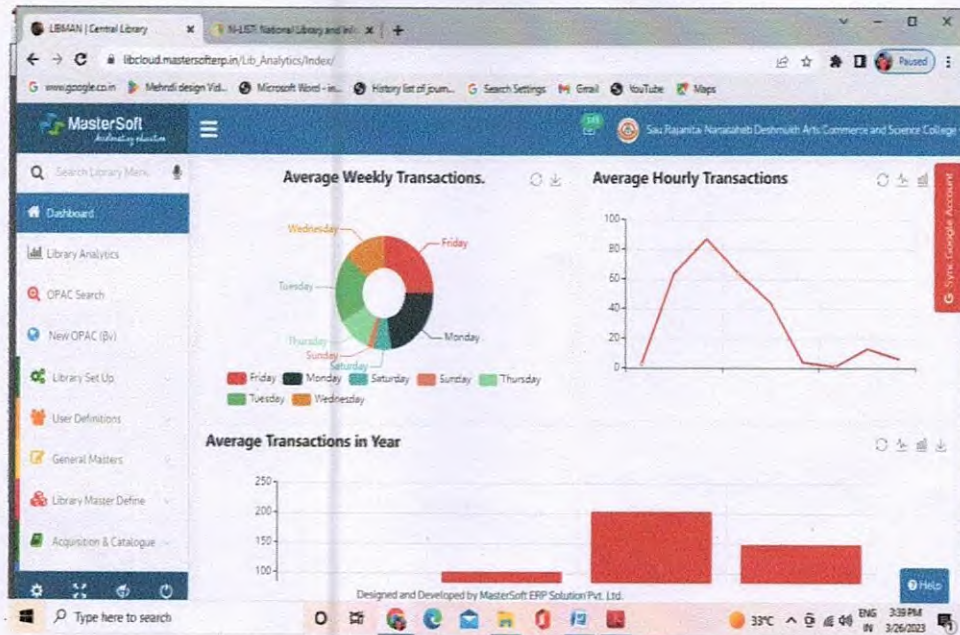 LIBMAN | Central Library
N-LIST: National Library and Info
libcloud.mastersofterp.in/Lib_Analytics/Index/
Paused
www.google.co.in
Mehndi design Vid...
Microsoft Word - in...
History list of journ...
Search Settings
Gmail
YouTube
Maps
MasterSoft
Accelerating education
Sau Rajanita Nanasaheb Deshmukh Arts Commerce and Science College
Search Library Menu
Dashboard
Library Analytics
OPAC Search
New OPAC (βv)
Library Set Up
User Definitions
General Masters
Library Master Define
Acquisition & Catalogue
Average Weekly Transactions.
Wednesday
Friday
Tuesday
Monday
Thursday
Sunday
Saturday
Friday Monday Saturday Sunday Thursday
Tuesday Wednesday
Average Hourly Transactions
100
80
60
40
20
0
G Sync Google Account
Average Transactions in Year
250
200
150
100
Help
Designed and Developed by MasterSoft ERP Solution Pvt. Ltd.
Type here to search
33°C
ENG
IN
3:39 PM
3/26/2023
1